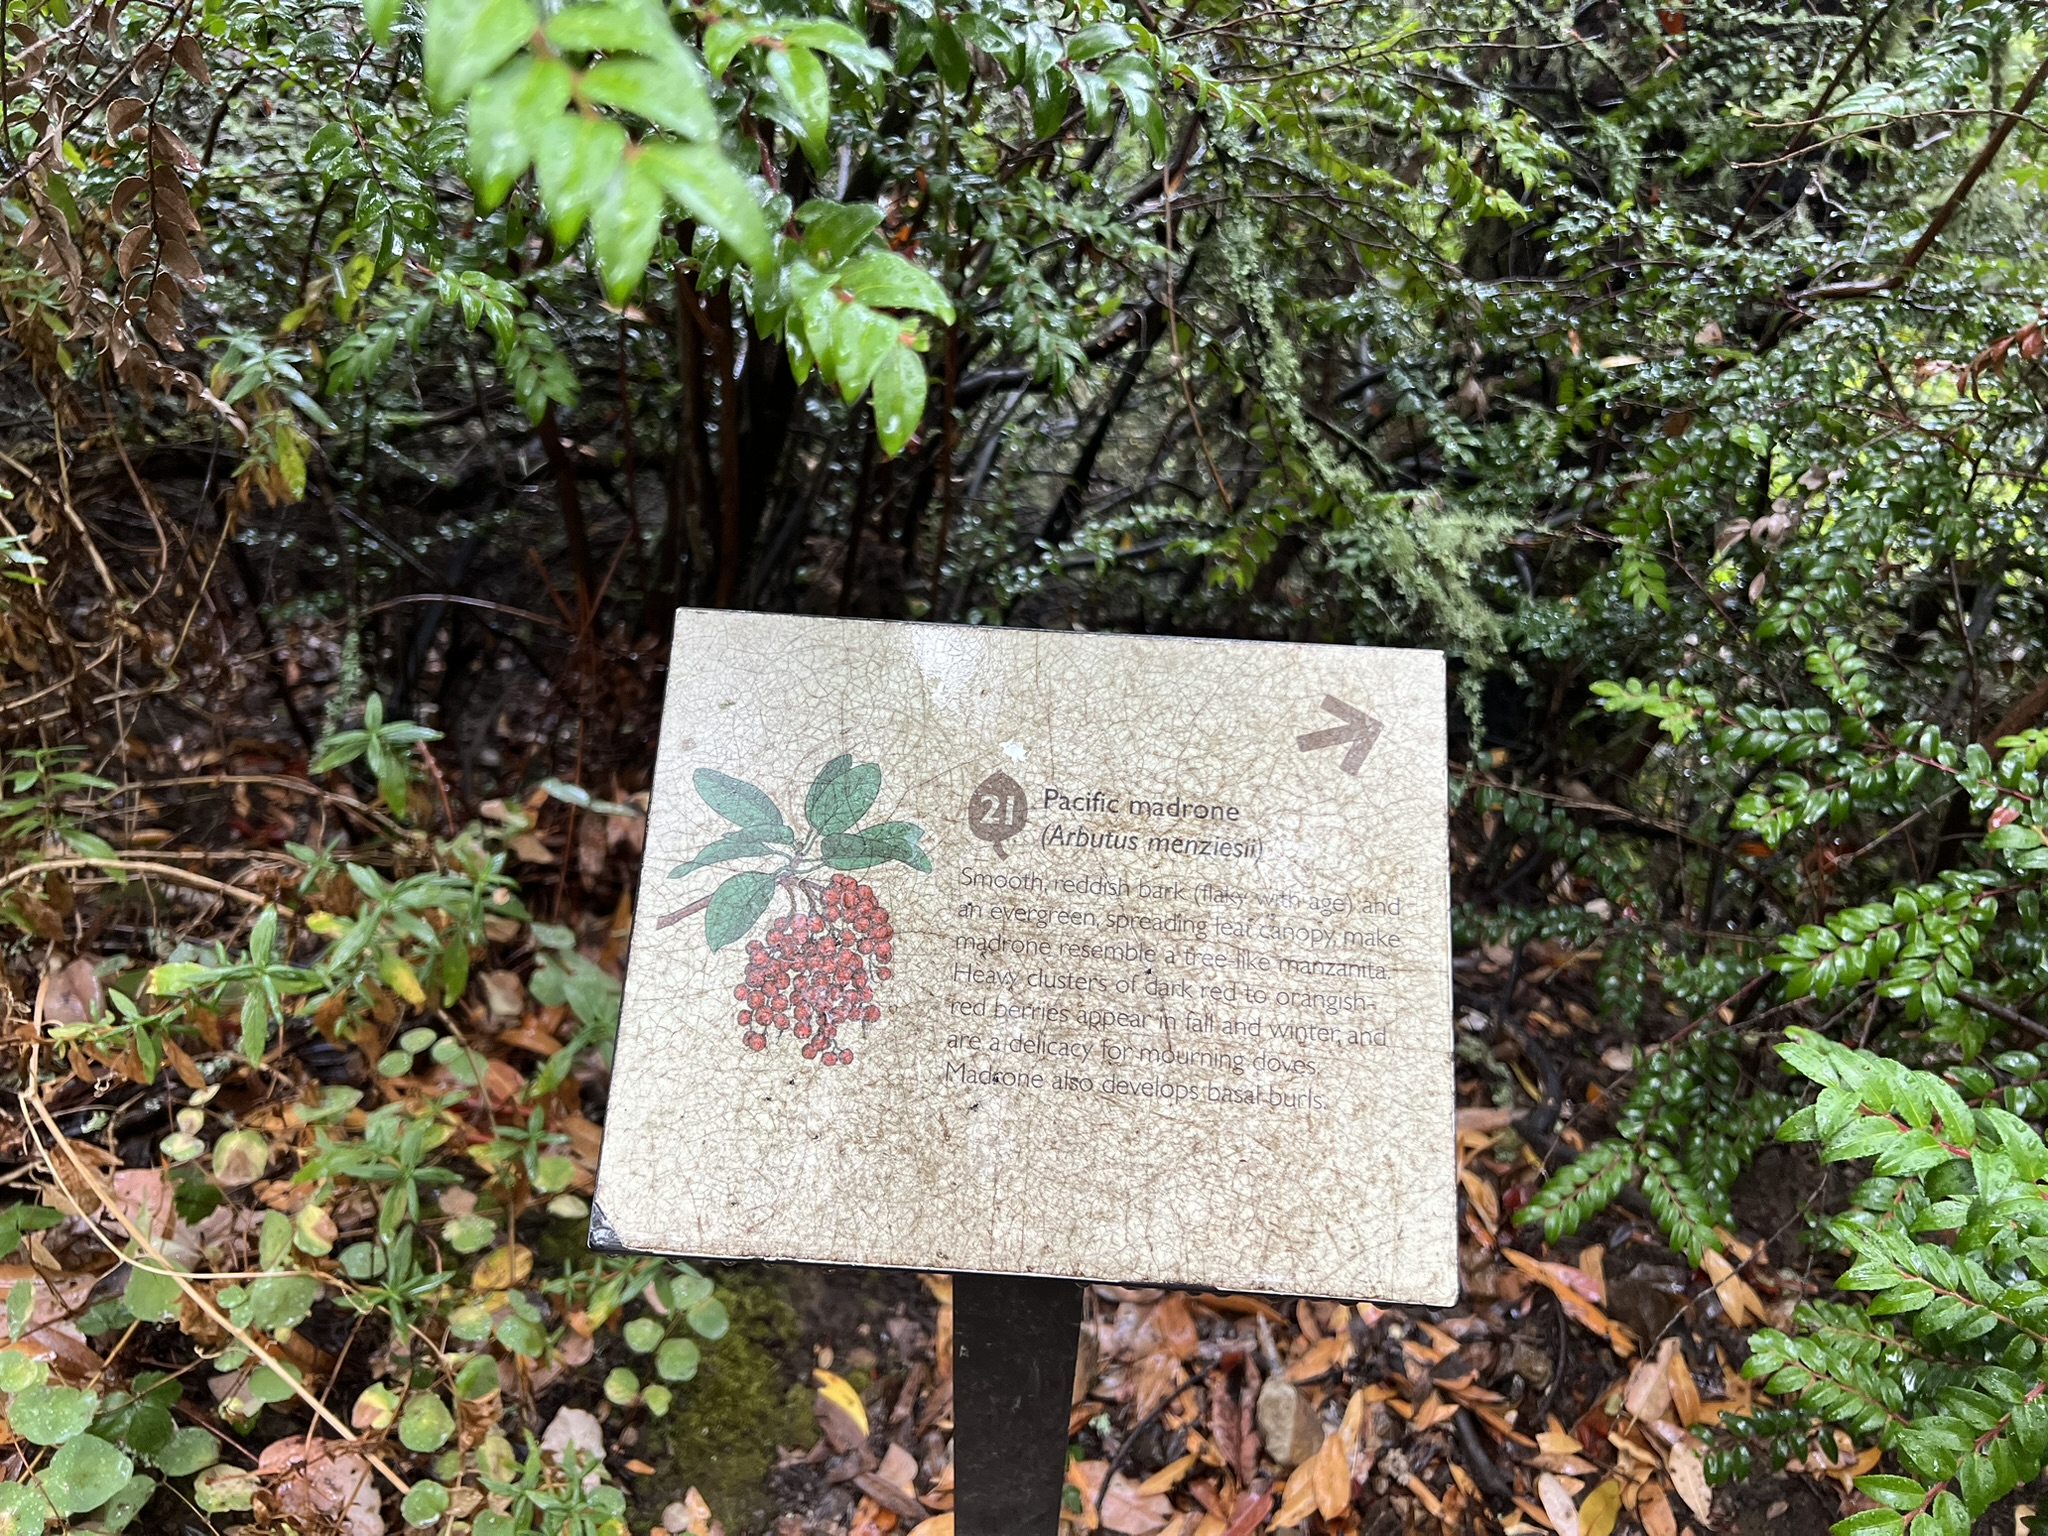 21
Pacific madrone
(Arbutus menziesii)
Smooth, reddish bark (flaky with age) and
an evergreen, spreading leaf canopy, make
madrone resemble a tree-like manzanita.
Heavy clusters of dark red to orangish-
red berries appear in fall and winter, and
are a delicacy for mourning doves.
Madrone also develops basal burls.